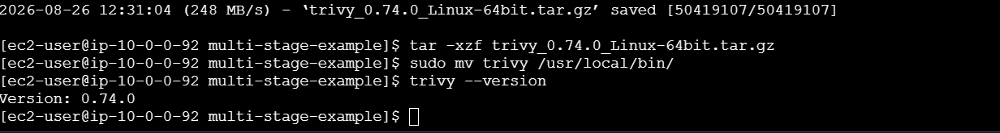 2026-08-26 12:31:04 (248 MB/s) - ‘trivy_0.74.0_Linux-64bit.tar.gz’ saved [50419107/50419107]
[ec2-user@ip-10-0-0-92 multi-stage-example]$ tar -xzf trivy_0.74.0_Linux-64bit.tar.gz
[ec2-user@ip-10-0-0-92 multi-stage-example]$ sudo mv trivy /usr/local/bin/
[ec2-user@ip-10-0-0-92 multi-stage-example]$ trivy --version
Version: 0.74.0
[ec2-user@ip-10-0-0-92 multi-stage-example]$